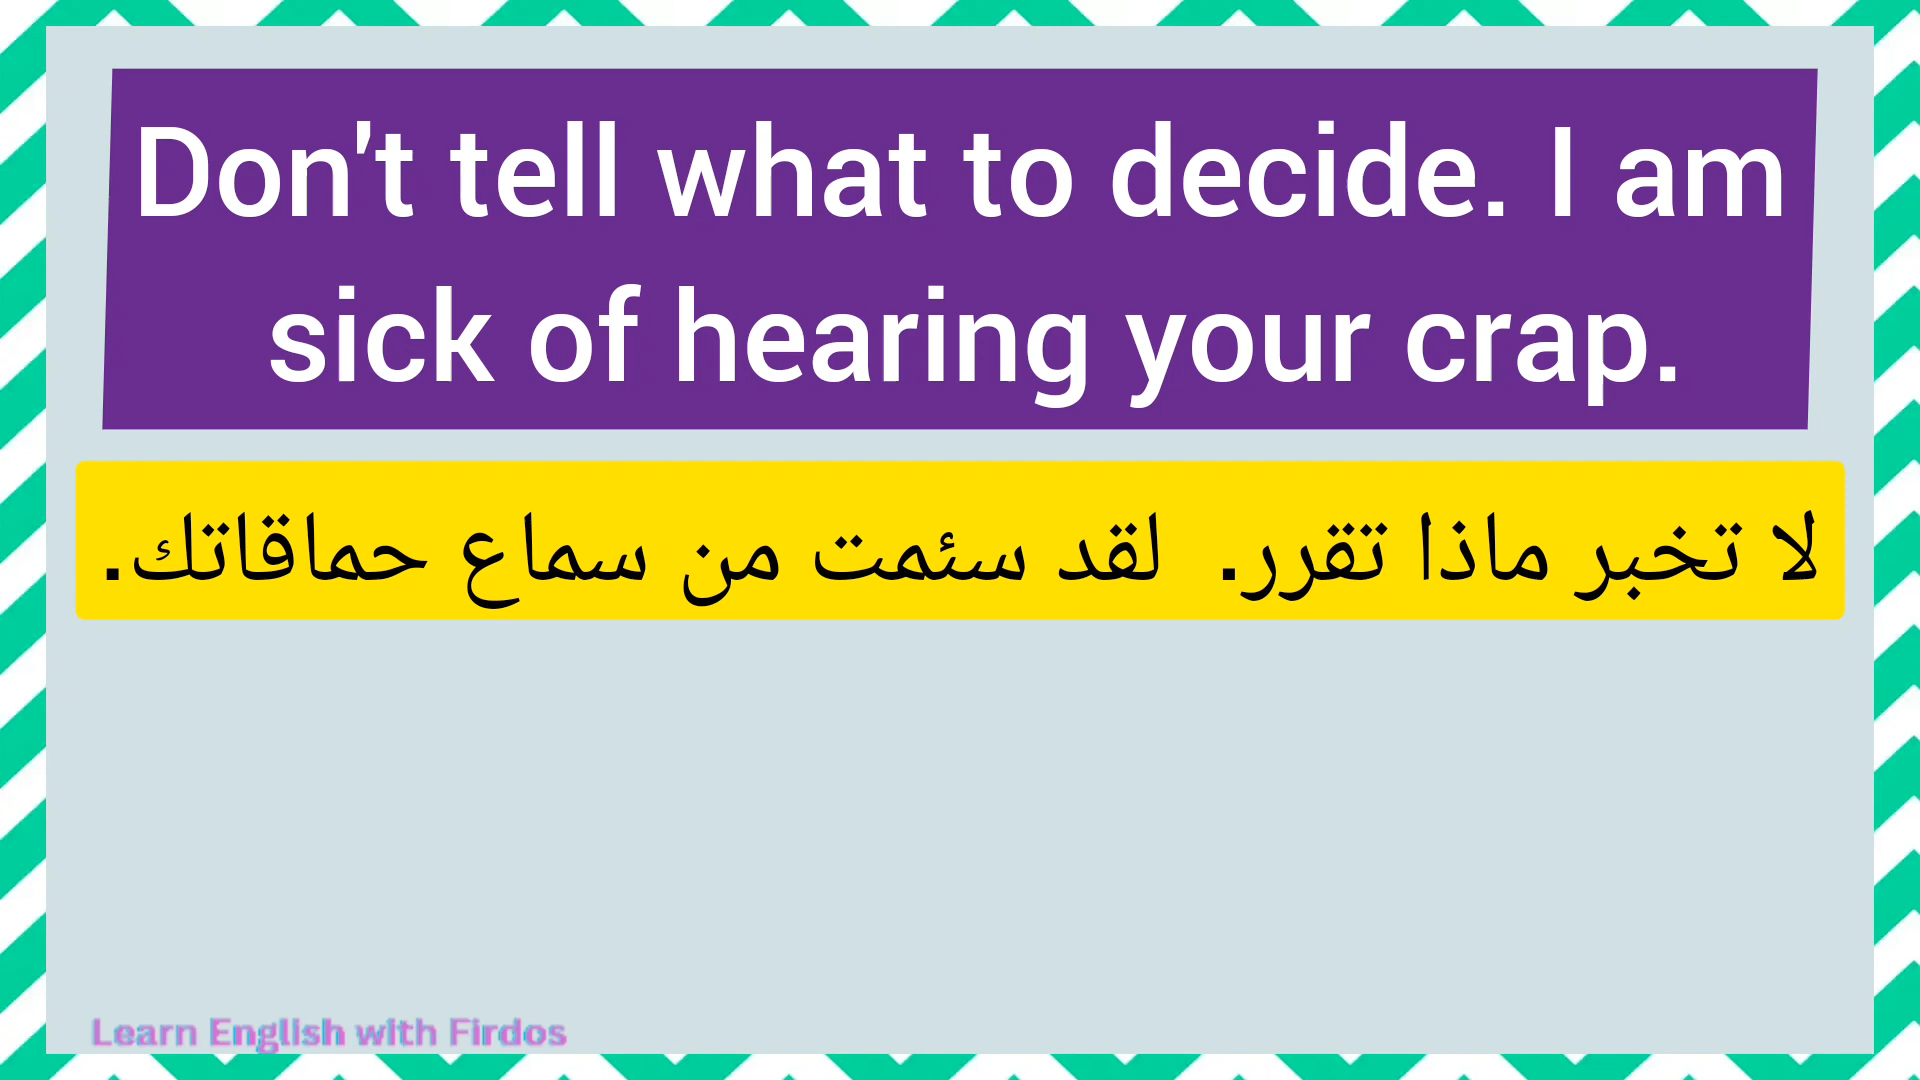 Don't tell what to decide. I am
sick of hearing your crap.
لا تخبر ماذا تقرر.  لقد سئمت من سماع حماقاتك.
Learn English with Firdos